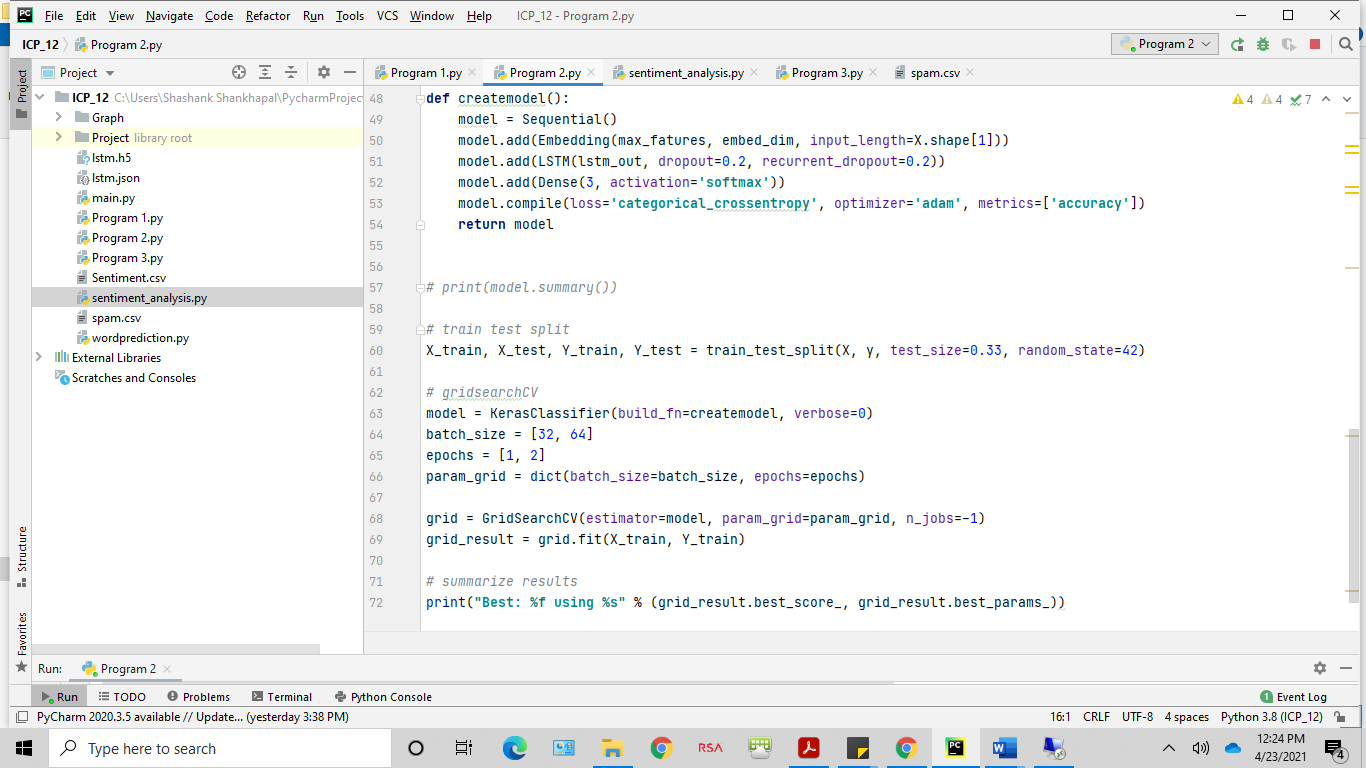 PC File Edit View Navigate Code Refactor Run Tools VCS Window Help ICP_12 - Program 2.py
ICP_12 Program 2.py Program 2
Project Project Program 1.py Program 2.py sentiment_analysis.py Program 3.py spam.csv
ICP_12 C:\Users\Shashank Shankhapal\PycharmProjec
Graph
Project library root
lstm.h5
lstm.json
main.py
Program 1.py
Program 2.py
Program 3.py
Sentiment.csv
sentiment_analysis.py
spam.csv
wordprediction.py
External Libraries
Scratches and Consoles
Structure
Favorites
4 4 7
48 def createmodel():
49 model = Sequential()
50 model.add(Embedding(max_fatures, embed_dim, input_length=X.shape[1]))
51 model.add(LSTM(lstm_out, dropout=0.2, recurrent_dropout=0.2))
52 model.add(Dense(3, activation='softmax'))
53 model.compile(loss='categorical_crossentropy', optimizer='adam', metrics=['accuracy'])
54 return model
55
56
57 # print(model.summary())
58
59 # train test split
60 X_train, X_test, Y_train, Y_test = train_test_split(X, y, test_size=0.33, random_state=42)
61
62 # gridsearchCV
63 model = KerasClassifier(build_fn=createmodel, verbose=0)
64 batch_size = [32, 64]
65 epochs = [1, 2]
66 param_grid = dict(batch_size=batch_size, epochs=epochs)
67
68 grid = GridSearchCV(estimator=model, param_grid=param_grid, n_jobs=-1)
69 grid_result = grid.fit(X_train, Y_train)
70
71 # summarize results
72 print("Best: %f using %s" % (grid_result.best_score_, grid_result.best_params_))
Run: Program 2
Run TODO Problems Terminal Python Console 1 Event Log
PyCharm 2020.3.5 available // Update... (yesterday 3:38 PM) 16:1 CRLF UTF-8 4 spaces Python 3.8 (ICP_12)
Type here to search RSA PC 12:24 PM
4/23/2021 4